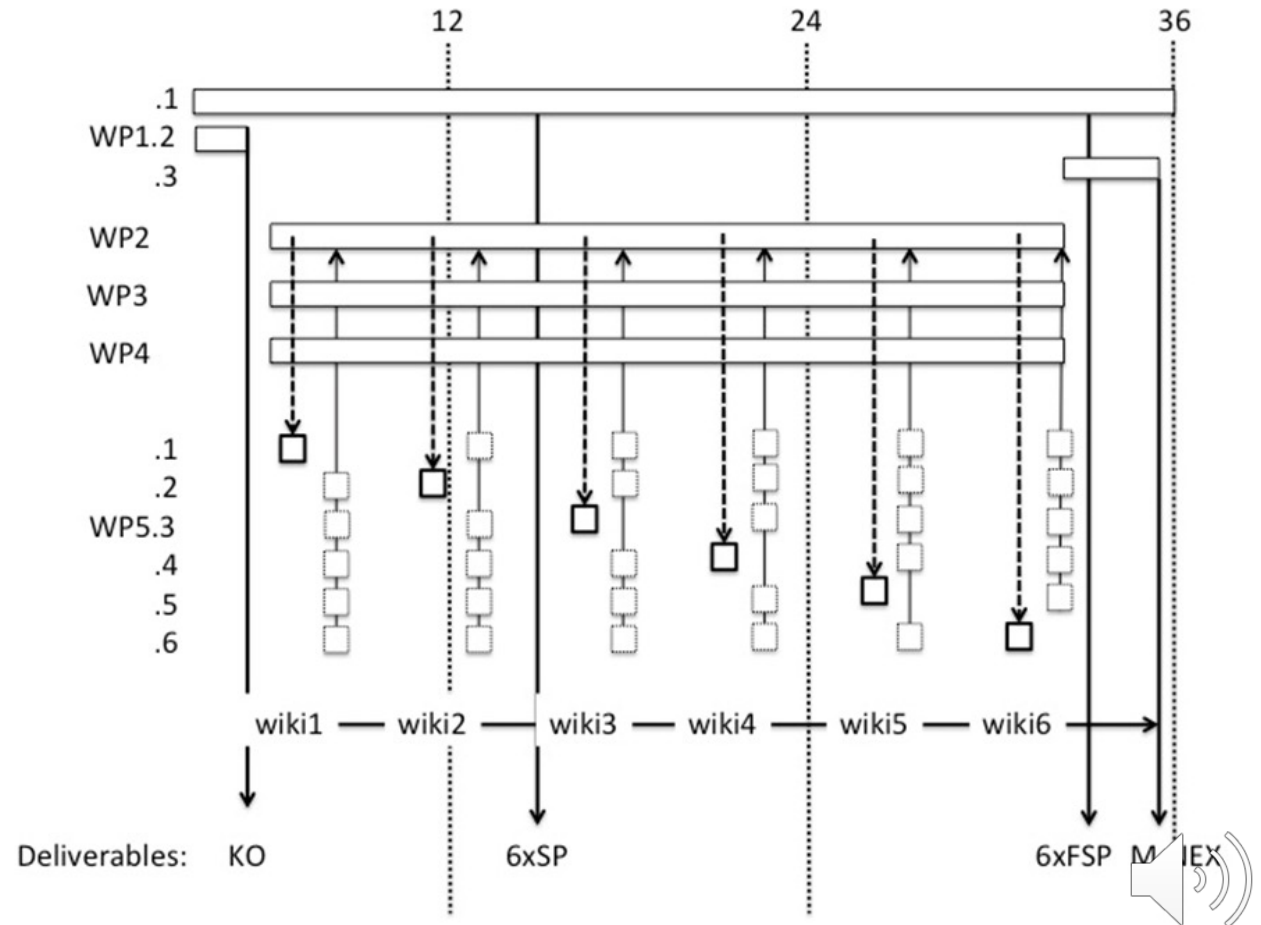 12 24 36
.1
WP1.2
.3
WP2
WP3
WP4
.1
.2
WP5.3
.4
.5
.6
wiki1 wiki2 wiki3 wiki4 wiki5 wiki6
Deliverables: KO 6xSP 6xFSP